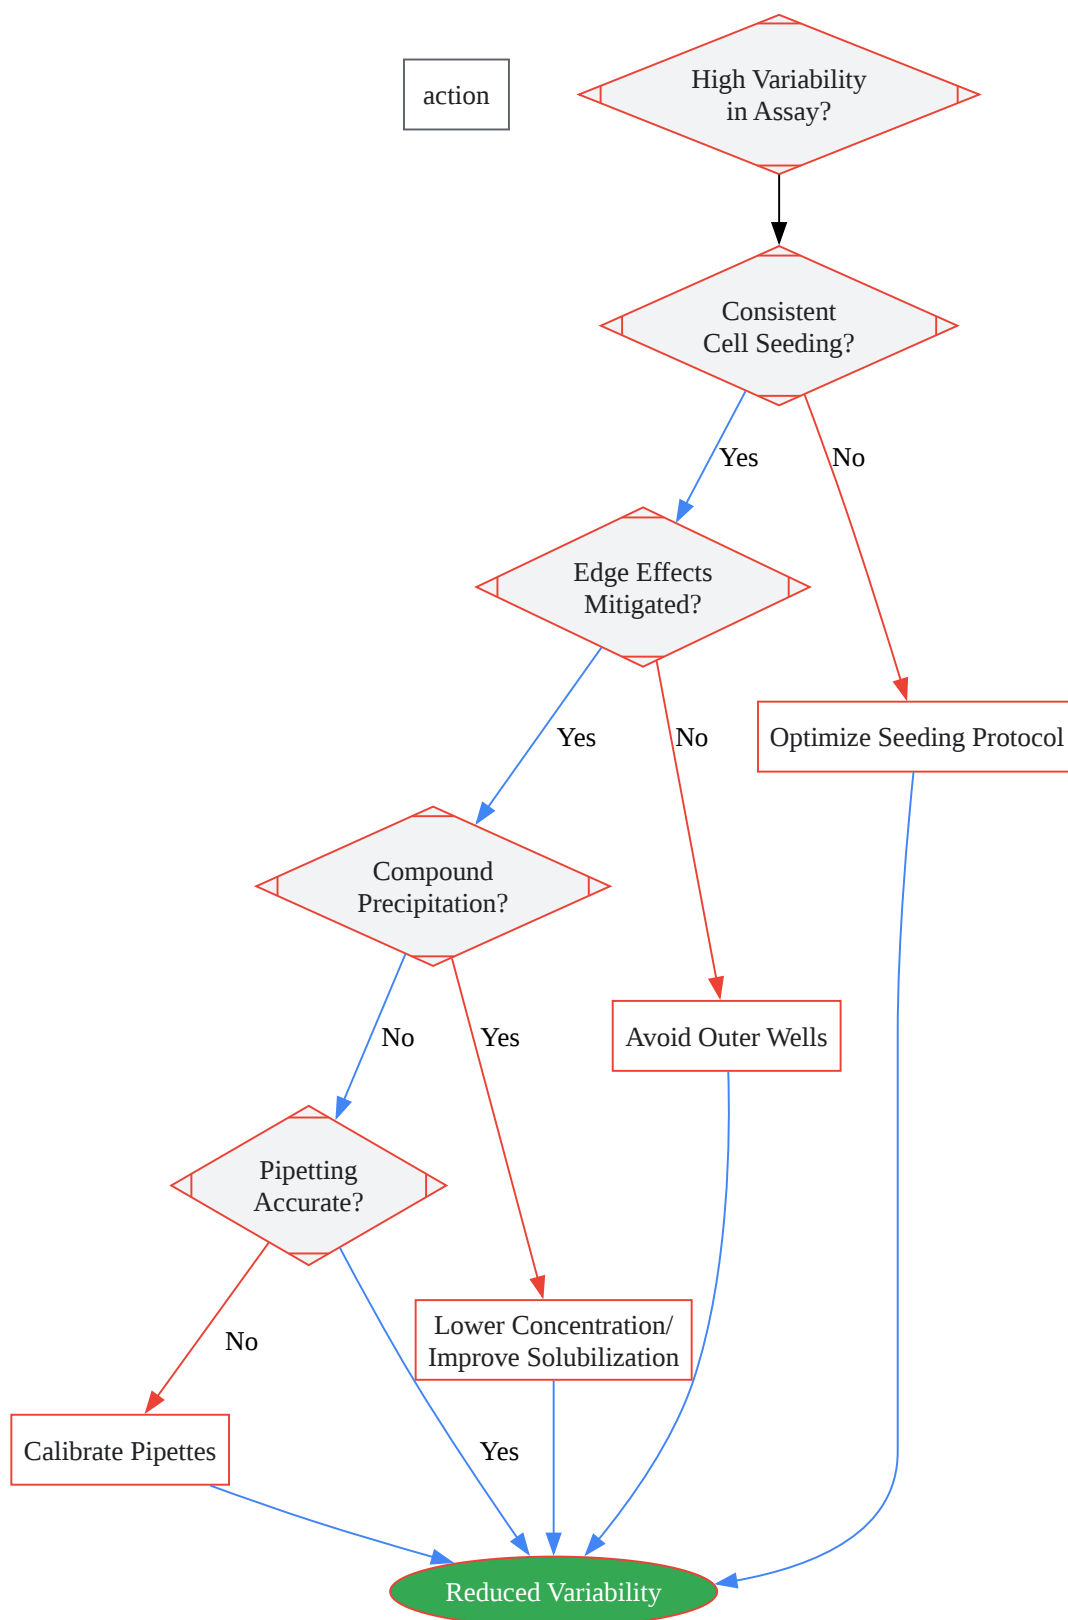 action
High Variability
in Assay?
Consistent
Cell Seeding?
Yes
No
Edge Effects
Mitigated?
Yes
No
Optimize Seeding Protocol
Compound
Precipitation?
No
Yes
Avoid Outer Wells
Pipetting
Accurate?
No
Lower Concentration/
Improve Solubilization
Calibrate Pipettes
Yes
Reduced Variability